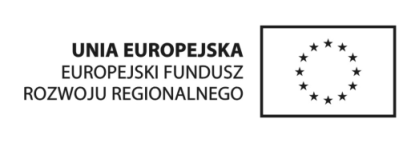 UNIA EUROPEJSKA
EUROPEJSKI FUNDUSZ
ROZWOJU REGIONALNEGO